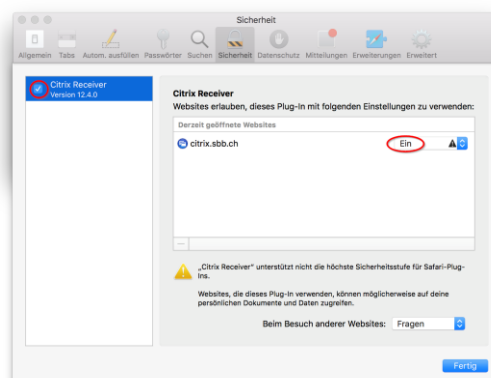 Sicherheit
Allgemein Tabs Autom. ausfüllen Passwörter Suchen Sicherheit Datenschutz Mitteilungen Erweiterungen Erweitert
Citrix Receiver
Version 12.4.0
Citrix Receiver
Websites erlauben, dieses Plug-In mit folgenden Einstellungen zu verwenden:
Derzeit geöffnete Websites
citrix.sbb.ch Ein
„Citrix Receiver“ unterstützt nicht die höchste Sicherheitsstufe für Safari-Plug-
Ins.
Websites, die dieses Plug-In verwenden, können möglicherweise auf deine
persönlichen Dokumente und Daten zugreifen.
Beim Besuch anderer Websites: Fragen
Fertig